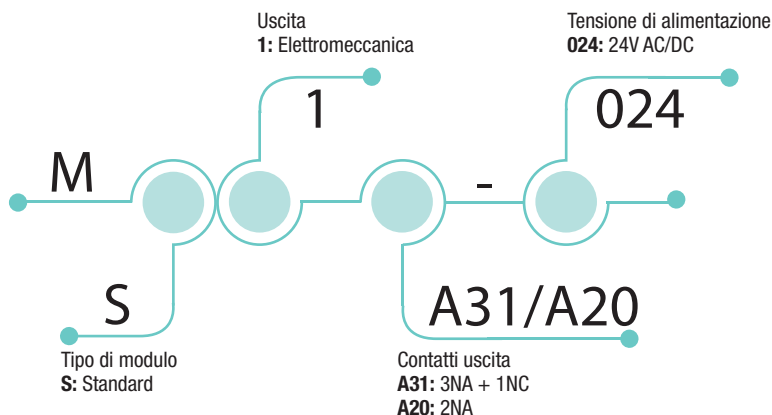 Uscita
1: Elettromeccanica
Tensione di alimentazione
024: 24V AC/DC
1
024
M
-
S
A31/A20
Tipo di modulo
S: Standard
Contatti uscita
A31: 3NA + 1NC
A20: 2NA